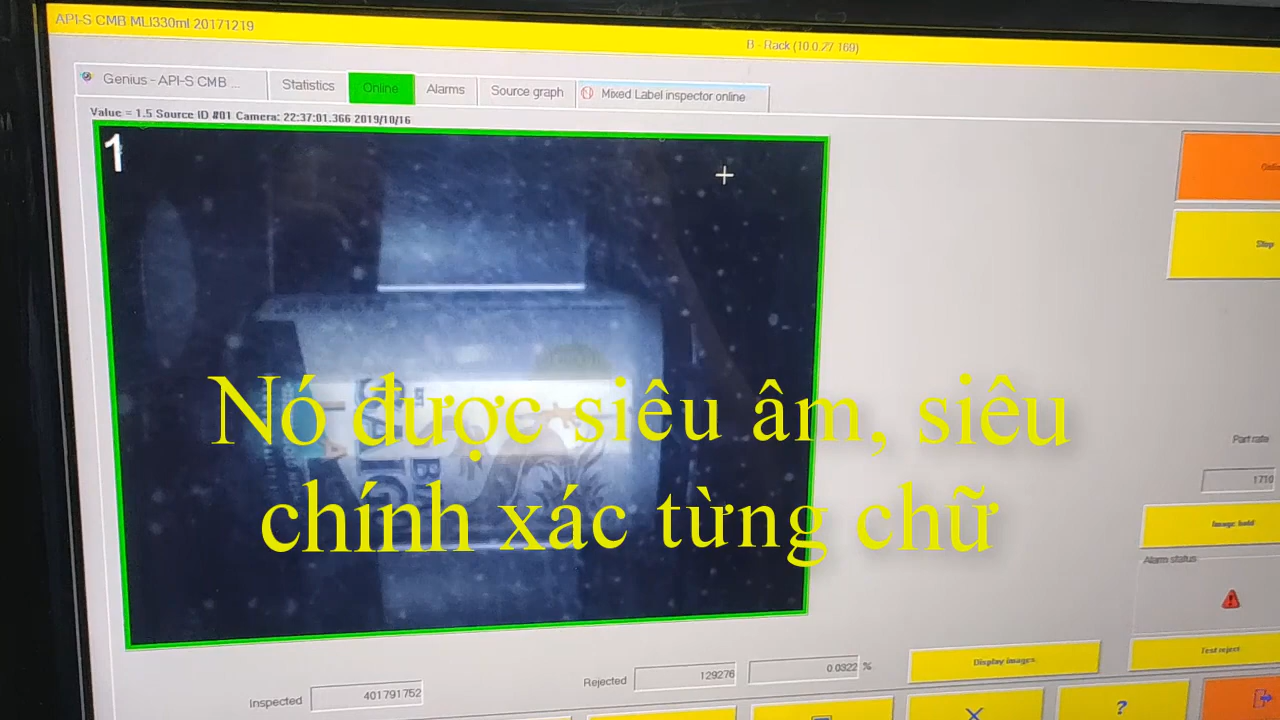 API-S CMB MLI330ml 20171219
B - Rack (10.0.27.169)
Genius - API-S CMB ...
Statistics
Online
Alarms
Source graph
Mixed Label inspector online
Value = 1.5 Source ID #01 Camera: 22:37:01.366 2019/10/16
1
Stop
Nó được siêu âm, siêu
chính xác từng chữ
Part rate
1710
Image hold
Alarm status
Test reject
Display images
Rejected
129276
0.0322 %
Inspected
401791752
?